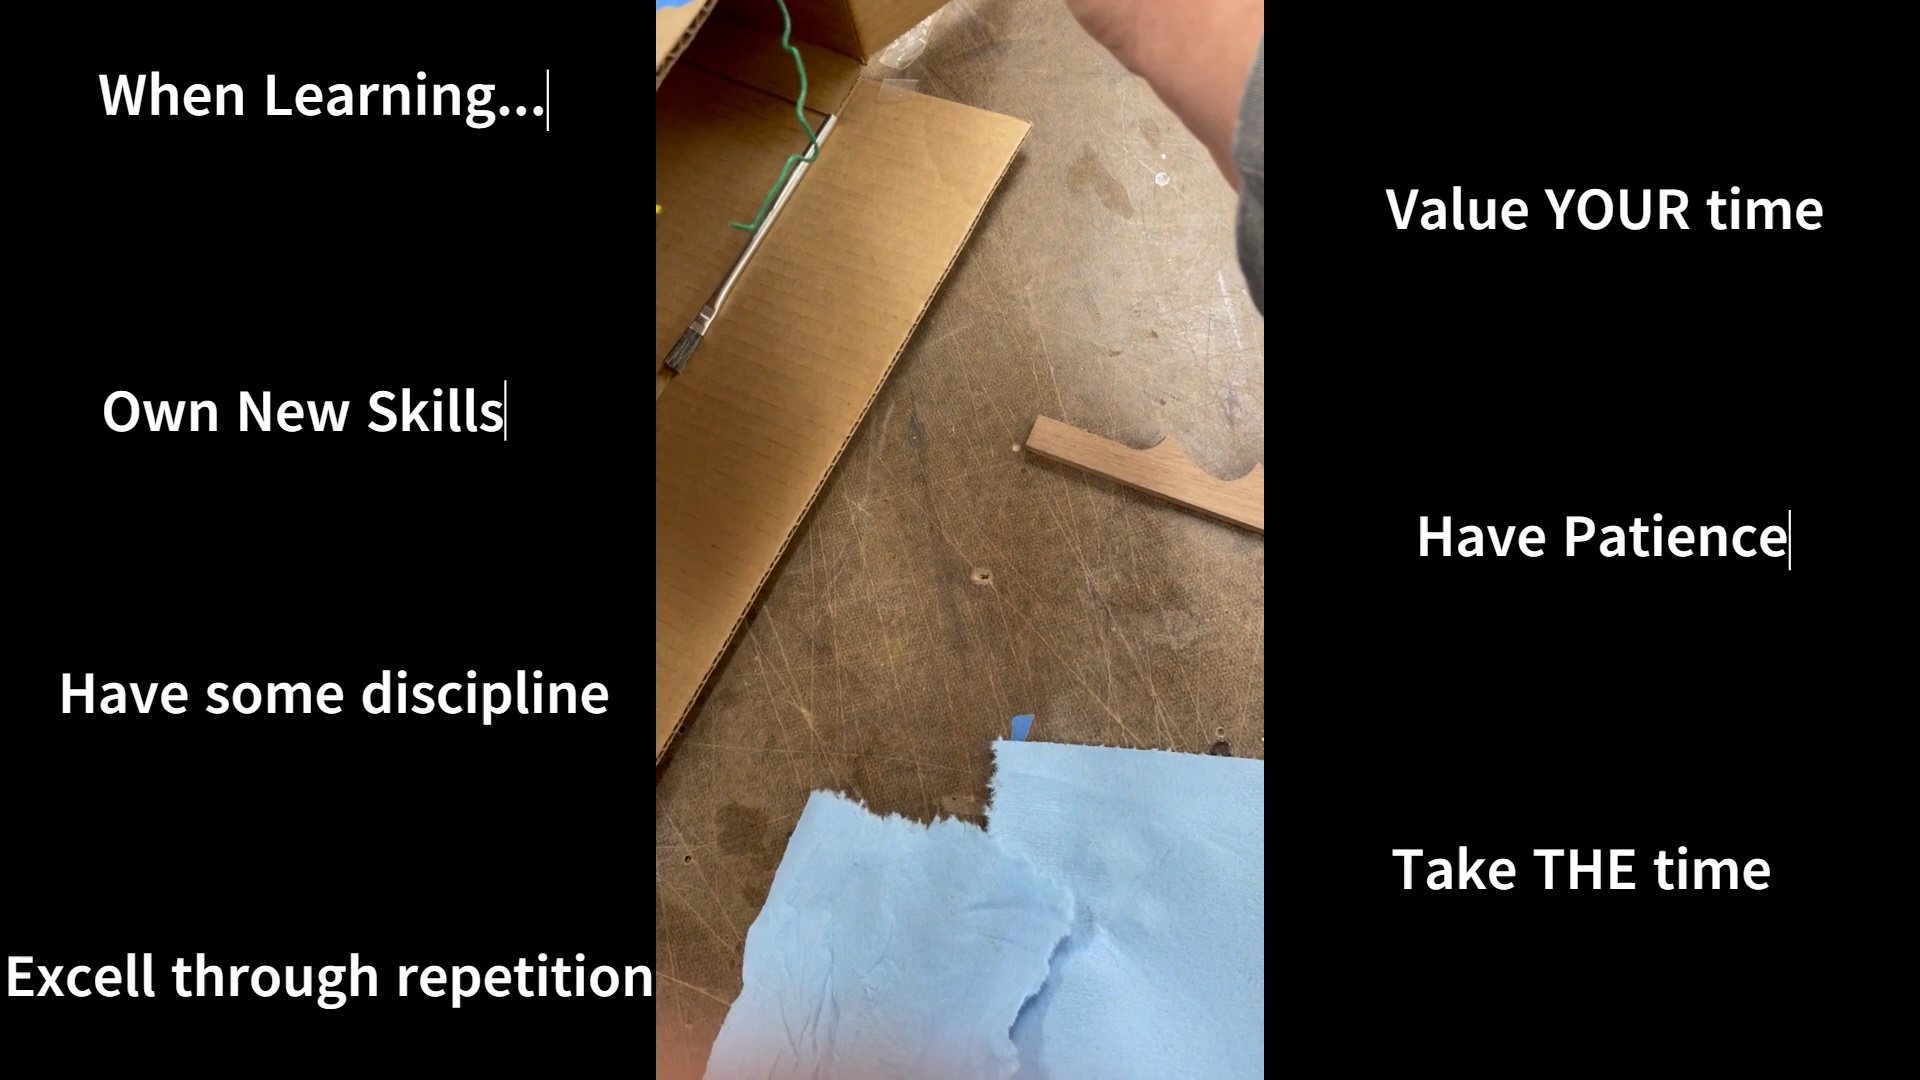 When Learning...
Own New Skills
Have some discipline
Excell through repetition
Value YOUR time
Have Patience
Take THE time